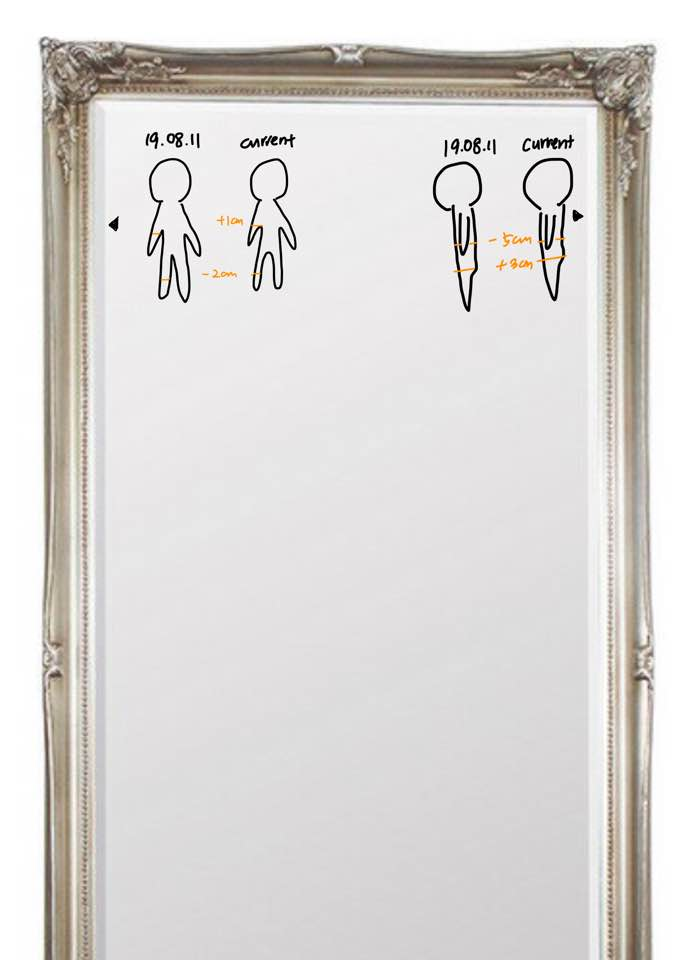 19.08.11
current
+1cm
-2cm
19.08.11
Current
-5cm
+3cm